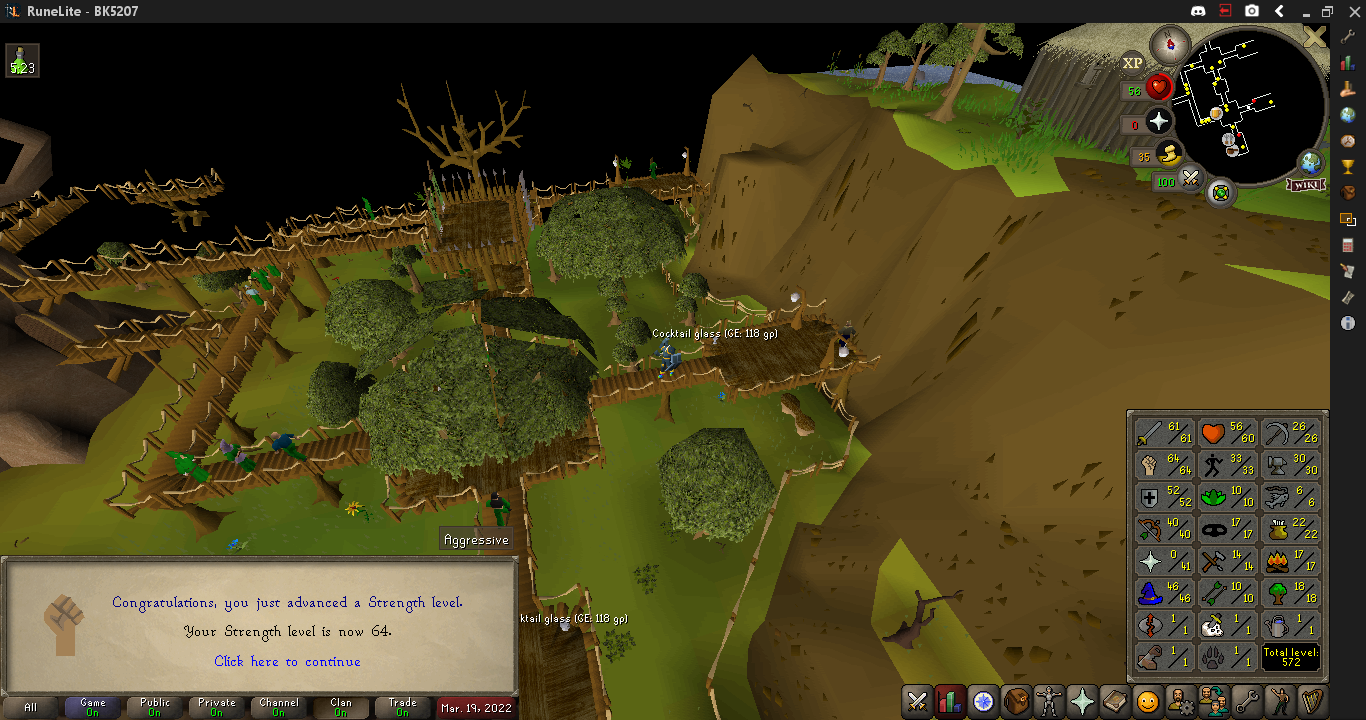 RuneLite - BK5207
5:23
XP
56
0
35
100
WIKI
Cocktail glass (GE: 118 gp)
Aggressive
Congratulations, you just advanced a Strength level.
Your Strength level is now 64.
Click here to continue
ktail glass (GE: 118 gp)
61/61 56/60 26/26
64/64 33/33 30/30
52/52 10/10 6/6
40/40 17/17 22/22
0/41 14/14 17/17
46/46 10/10 18/18
1/1 1/1 1/1
1/1 1/1 Total level: 572
All
Game On
Public On
Private On
Channel On
Clan On
Trade On
Mar. 19, 2022